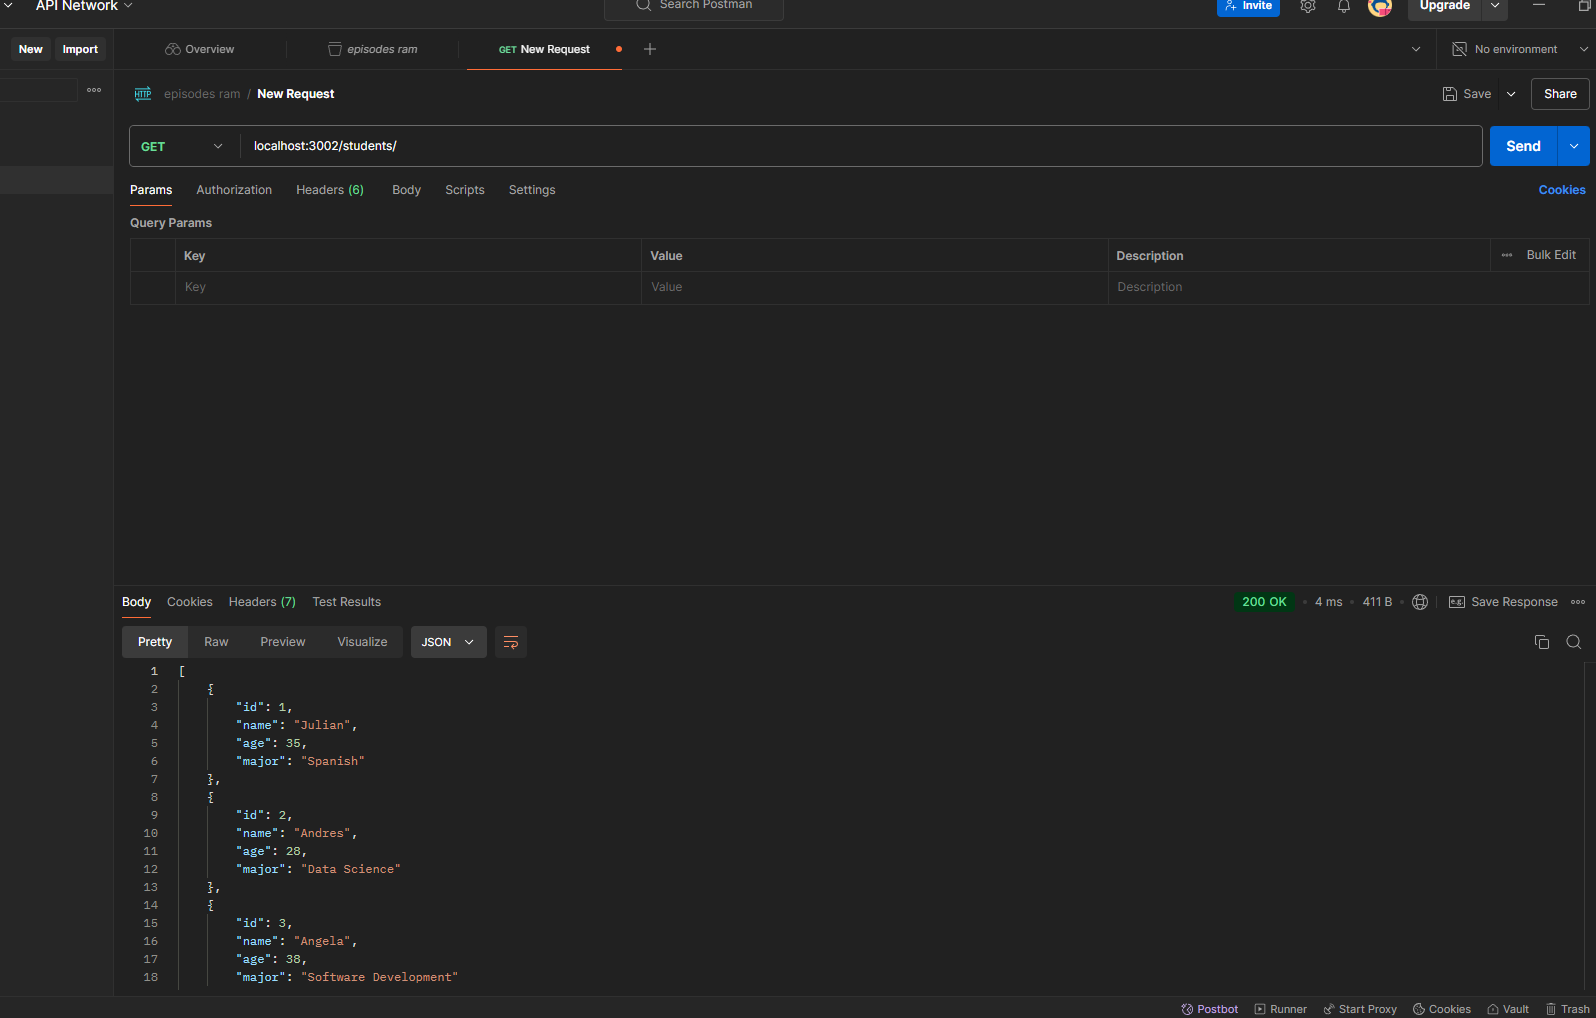 API Network
Search Postman
Invite
Upgrade
New Import
Overview
episodes ram
GET New Request
No environment
HTTP episodes ram / New Request
Save
Share
GET
localhost:3002/students/
Send
Params Authorization Headers (6) Body Scripts Settings
Cookies
Query Params
Key Value Description Bulk Edit
Key Value Description
Body Cookies Headers (7) Test Results
200 OK • 4 ms • 411 B • e.g. Save Response
Pretty Raw Preview Visualize JSON
1 [
2 {
3 "id": 1,
4 "name": "Julian",
5 "age": 35,
6 "major": "Spanish"
7 },
8 {
9 "id": 2,
10 "name": "Andres",
11 "age": 28,
12 "major": "Data Science"
13 },
14 {
15 "id": 3,
16 "name": "Angela",
17 "age": 38,
18 "major": "Software Development"
Postbot Runner Start Proxy Cookies Vault Trash